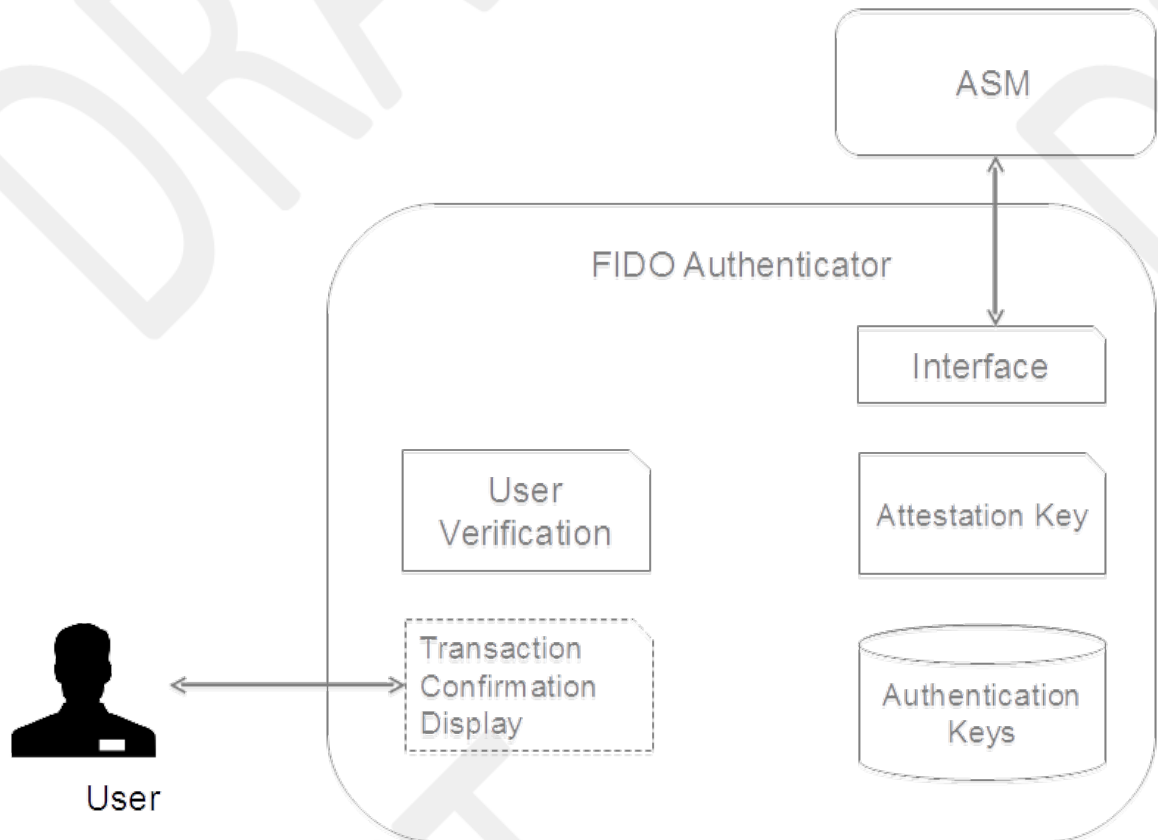 ASM
FIDO Authenticator
Interface
User
Verification
Attestation Key
Transaction
Confirmation
Display
Authentication
Keys
User